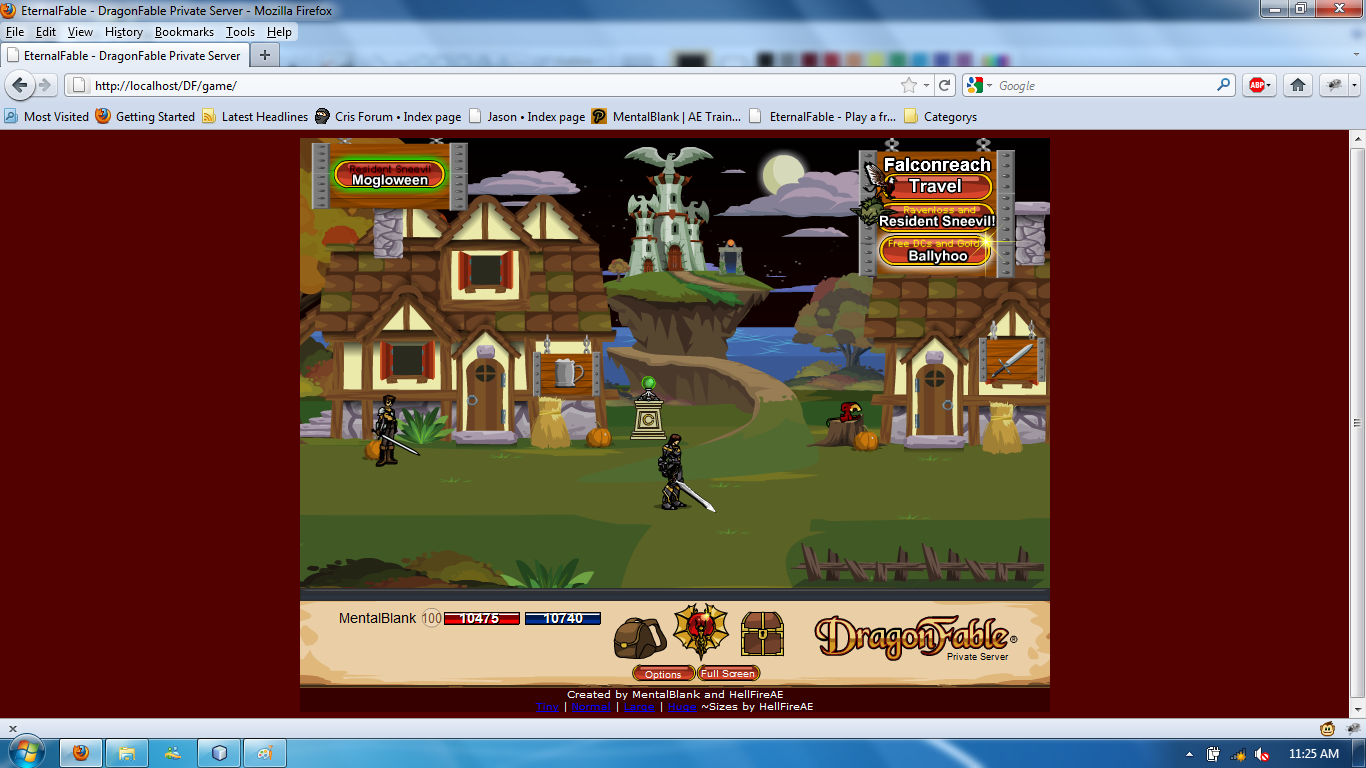 EternalFable - DragonFable Private Server - Mozilla Firefox
File Edit View History Bookmarks Tools Help
EternalFable - DragonFable Private Server
http://localhost/DF/game/
Google
ABP
Most Visited Getting Started Latest Headlines Cris Forum • Index page Jason • Index page MentalBlank | AE Train... EternalFable - Play a fr... Categorys
Resident Sneevil
Mogloween
Falconreach
Travel
Ravenloss and
Resident Sneevil!
Free DCs and Gold
Ballyhoo
MentalBlank 100 10475 10740
DragonFable®
Private Server
Options Full Screen
Created by MentalBlank and HellFireAE
Tiny | Normal | Large | Huge ~Sizes by HellFireAE
11:25 AM